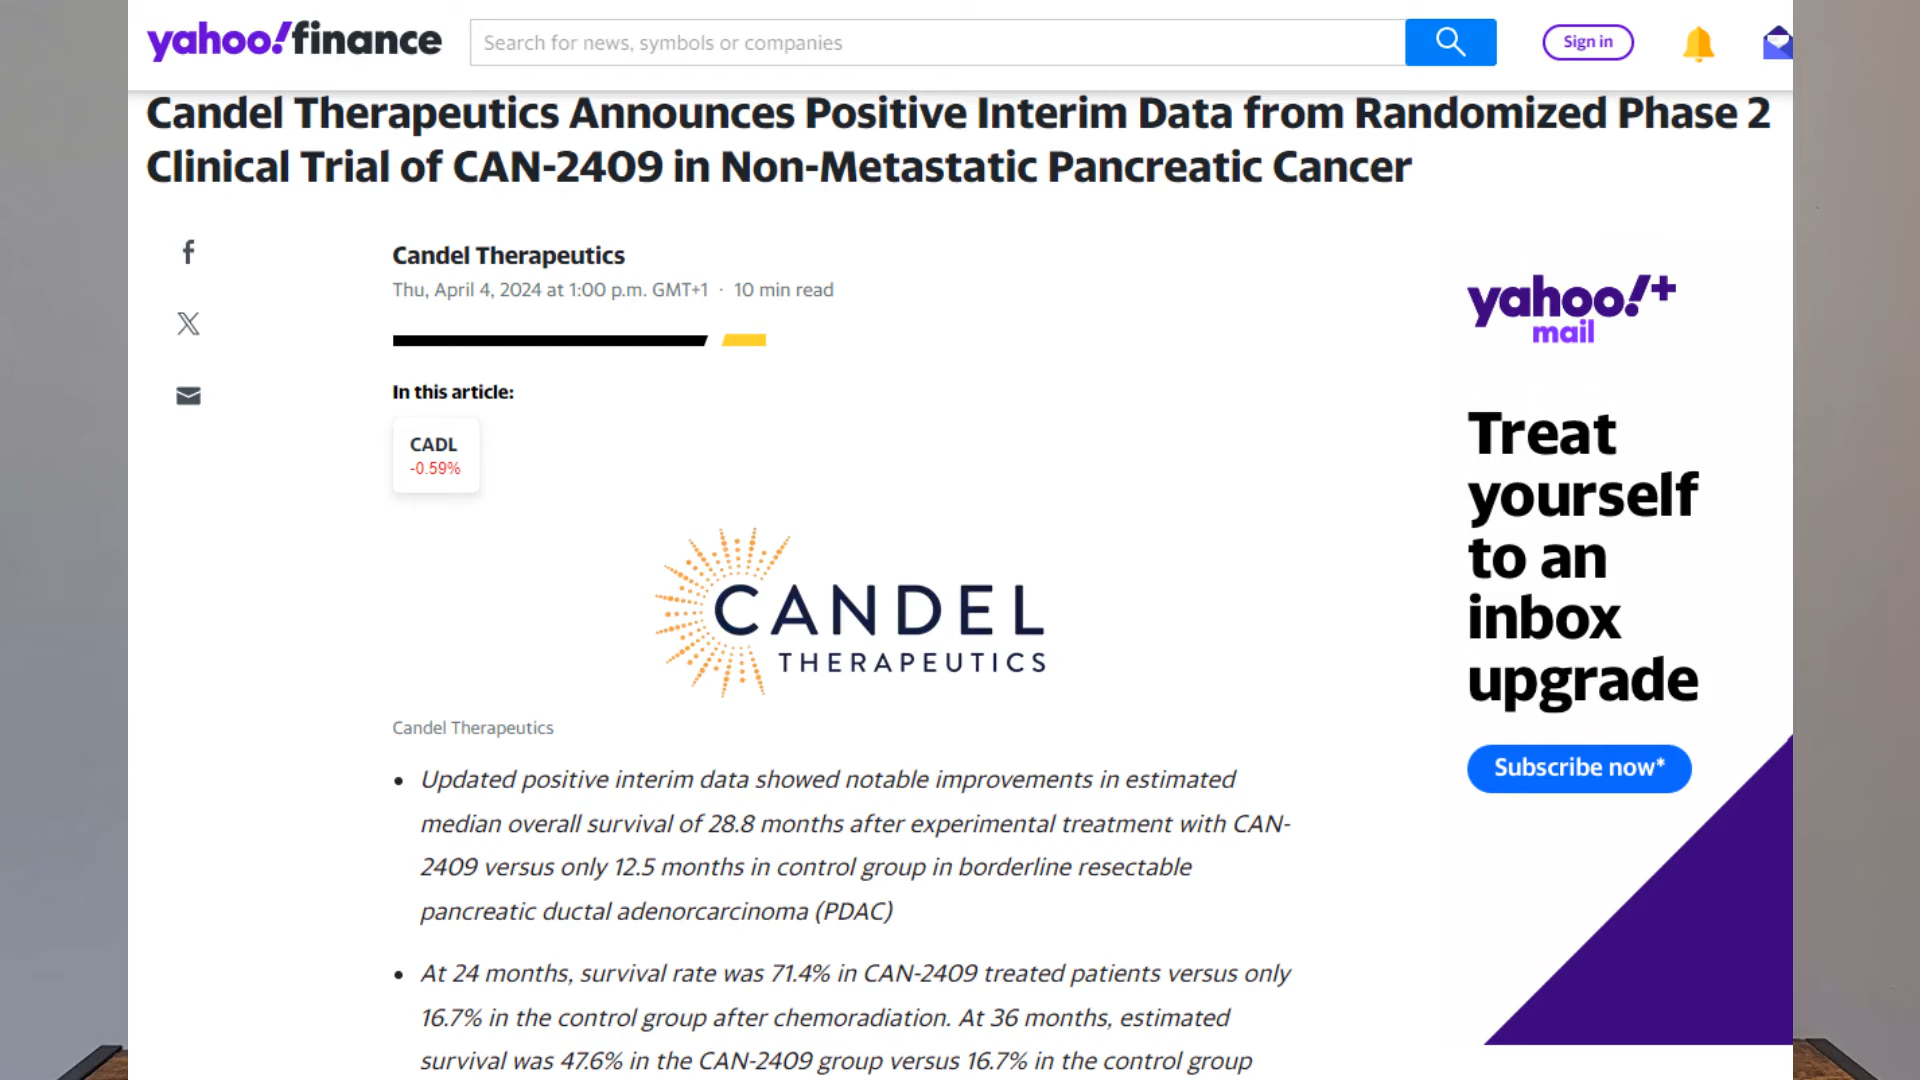 yahoo!finance
Search for news, symbols or companies
Sign in
Candel Therapeutics Announces Positive Interim Data from Randomized Phase 2
Clinical Trial of CAN-2409 in Non-Metastatic Pancreatic Cancer
Candel Therapeutics
Thu, April 4, 2024 at 1:00 p.m. GMT+1 · 10 min read
In this article:
CADL
-0.59%
CANDEL
THERAPEUTICS
Candel Therapeutics
• Updated positive interim data showed notable improvements in estimated
median overall survival of 28.8 months after experimental treatment with CAN-
2409 versus only 12.5 months in control group in borderline resectable
pancreatic ductal adenorcarcinoma (PDAC)
• At 24 months, survival rate was 71.4% in CAN-2409 treated patients versus only
16.7% in the control group after chemoradiation. At 36 months, estimated
survival was 47.6% in the CAN-2409 group versus 16.7% in the control group
yahoo!+
mail
Treat
yourself
to an
inbox
upgrade
Subscribe now*